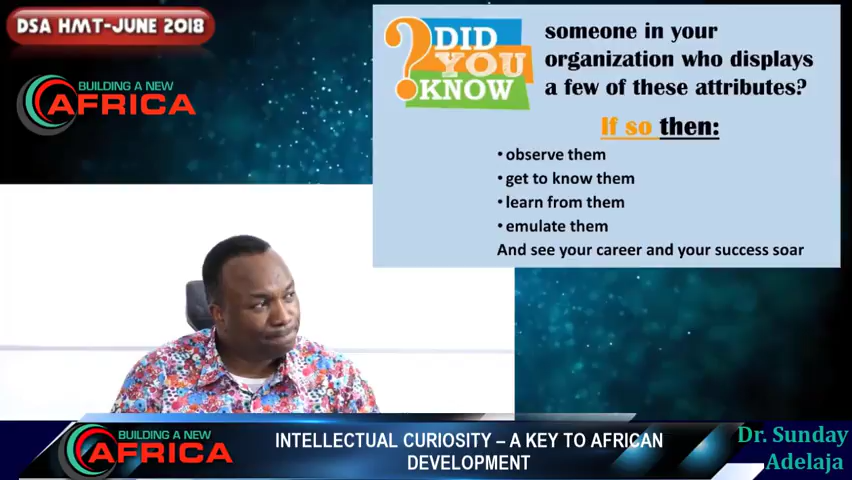 DSA HMT-JUNE 2018
BUILDING A NEW
AFRICA
?DID
YOU
KNOW
someone in your
organization who displays
a few of these attributes?
If so then:
• observe them
• get to know them
• learn from them
• emulate them
And see your career and your success soar
BUILDING A NEW
AFRICA
INTELLECTUAL CURIOSITY – A KEY TO AFRICAN
DEVELOPMENT
Dr. Sunday
Adelaja